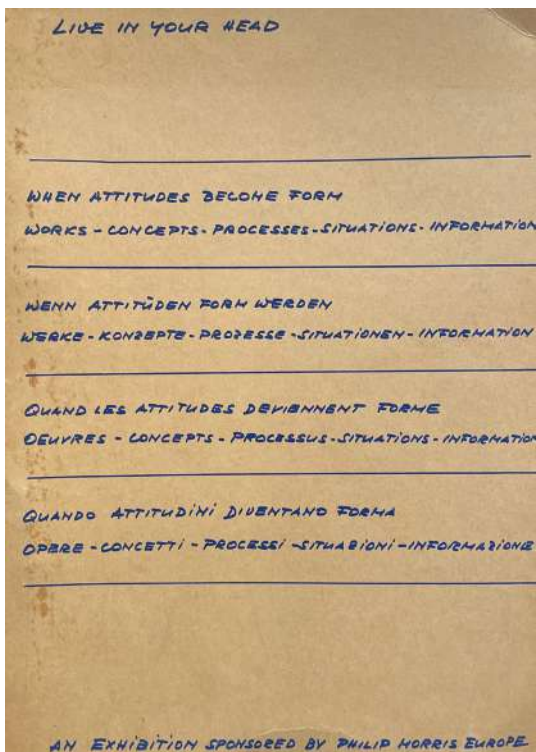 LIVE IN YOUR HEAD
WHEN ATTITUDES BECOME FORM
WORKS - CONCEPTS - PROCESSES - SITUATIONS - INFORMATION
WENN ATTITÜDEN FORM WERDEN
WERKE - KONZEPTE - PROZESSE - SITUATIONEN - INFORMATION
QUAND LES ATTITUDES DEVIENNENT FORME
OEUVRES - CONCEPTS - PROCESSUS - SITUATIONS - INFORMATION
QUANDO ATTITUDINI DIVENTANO FORMA
OPERE - CONCETTI - PROCESSI - SITUAZIONI - INFORMAZIONE
AN EXHIBITION SPONSORED BY PHILIP MORRIS EUROPE